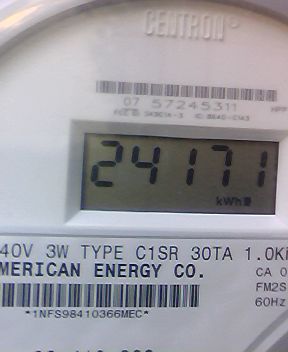 CENTRON®
07 57245311
24171
kWh
40V 3W TYPE C1SR 30TA 1.0K
MERICAN ENERGY CO.
CA 0
FM2S
60Hz
*1NFS98410366MEC*